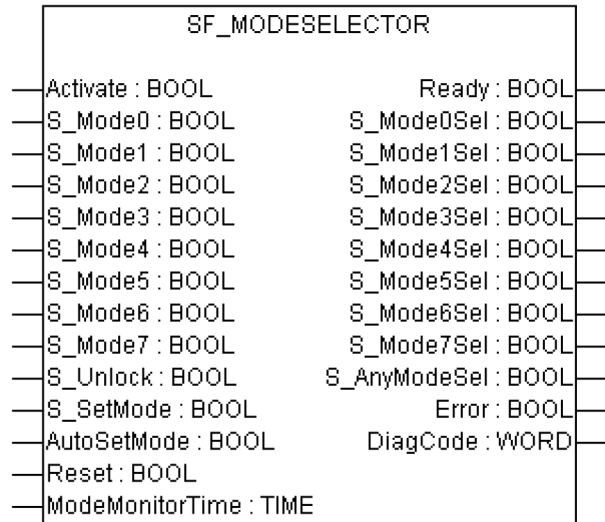 SF_MODESELECTOR
Activate : BOOL Ready : BOOL
S_Mode0 : BOOL S_Mode0Sel : BOOL
S_Mode1 : BOOL S_Mode1Sel : BOOL
S_Mode2 : BOOL S_Mode2Sel : BOOL
S_Mode3 : BOOL S_Mode3Sel : BOOL
S_Mode4 : BOOL S_Mode4Sel : BOOL
S_Mode5 : BOOL S_Mode5Sel : BOOL
S_Mode6 : BOOL S_Mode6Sel : BOOL
S_Mode7 : BOOL S_Mode7Sel : BOOL
S_Unlock : BOOL S_AnyModeSel : BOOL
S_SetMode : BOOL Error : BOOL
AutoSetMode : BOOL DiagCode : WORD
Reset : BOOL
ModeMonitorTime : TIME